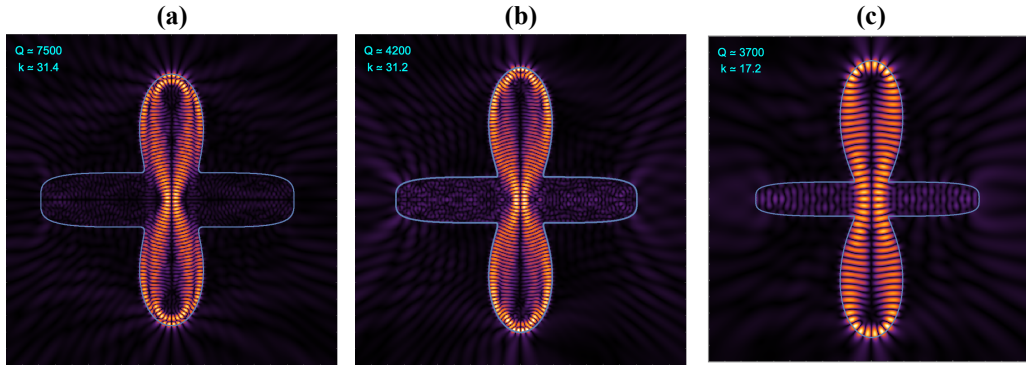 (a)
Q ≃ 7500
k ≃ 31.4
(b)
Q ≃ 4200
k ≃ 31.2
(c)
Q ≃ 3700
k ≃ 17.2